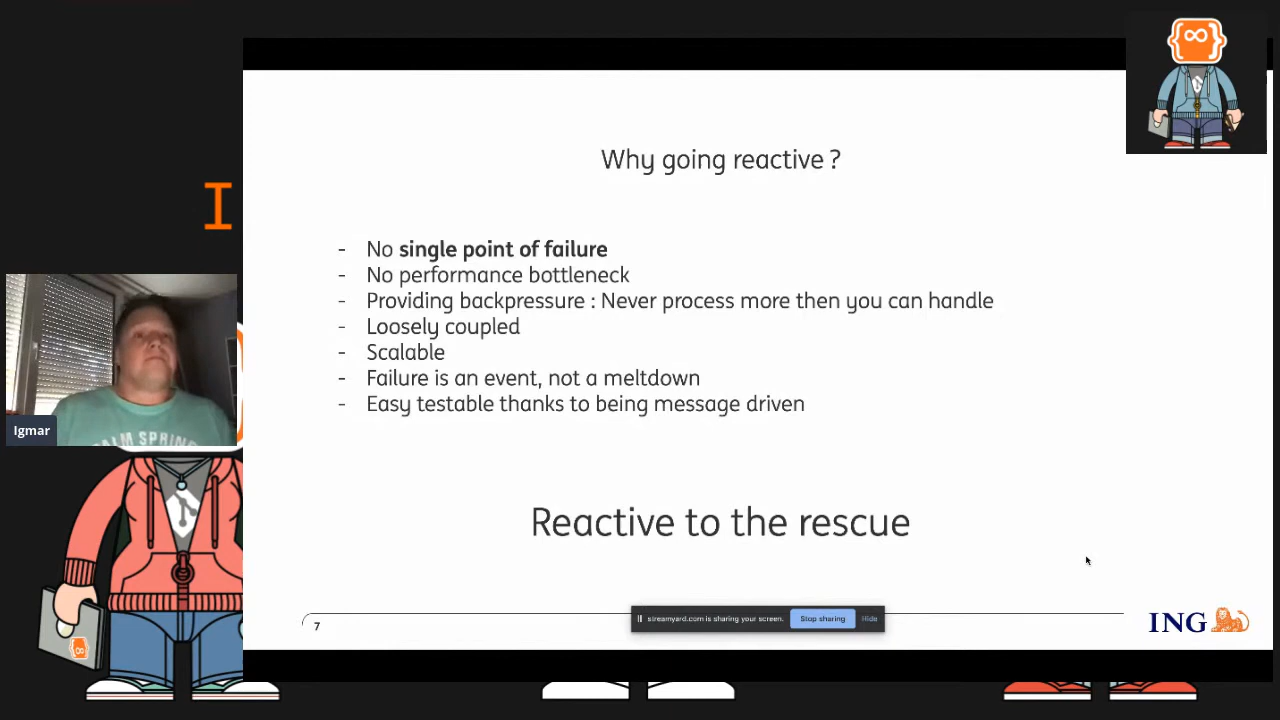 Why going reactive ?
I
- No single point of failure
- No performance bottleneck
- Providing backpressure : Never process more then you can handle
- Loosely coupled
- Scalable
- Failure is an event, not a meltdown
- Easy testable thanks to being message driven
Igmar
PALM SPRINGS
Reactive to the rescue
streamyard.com is sharing your screen. Stop sharing Hide
7
ING